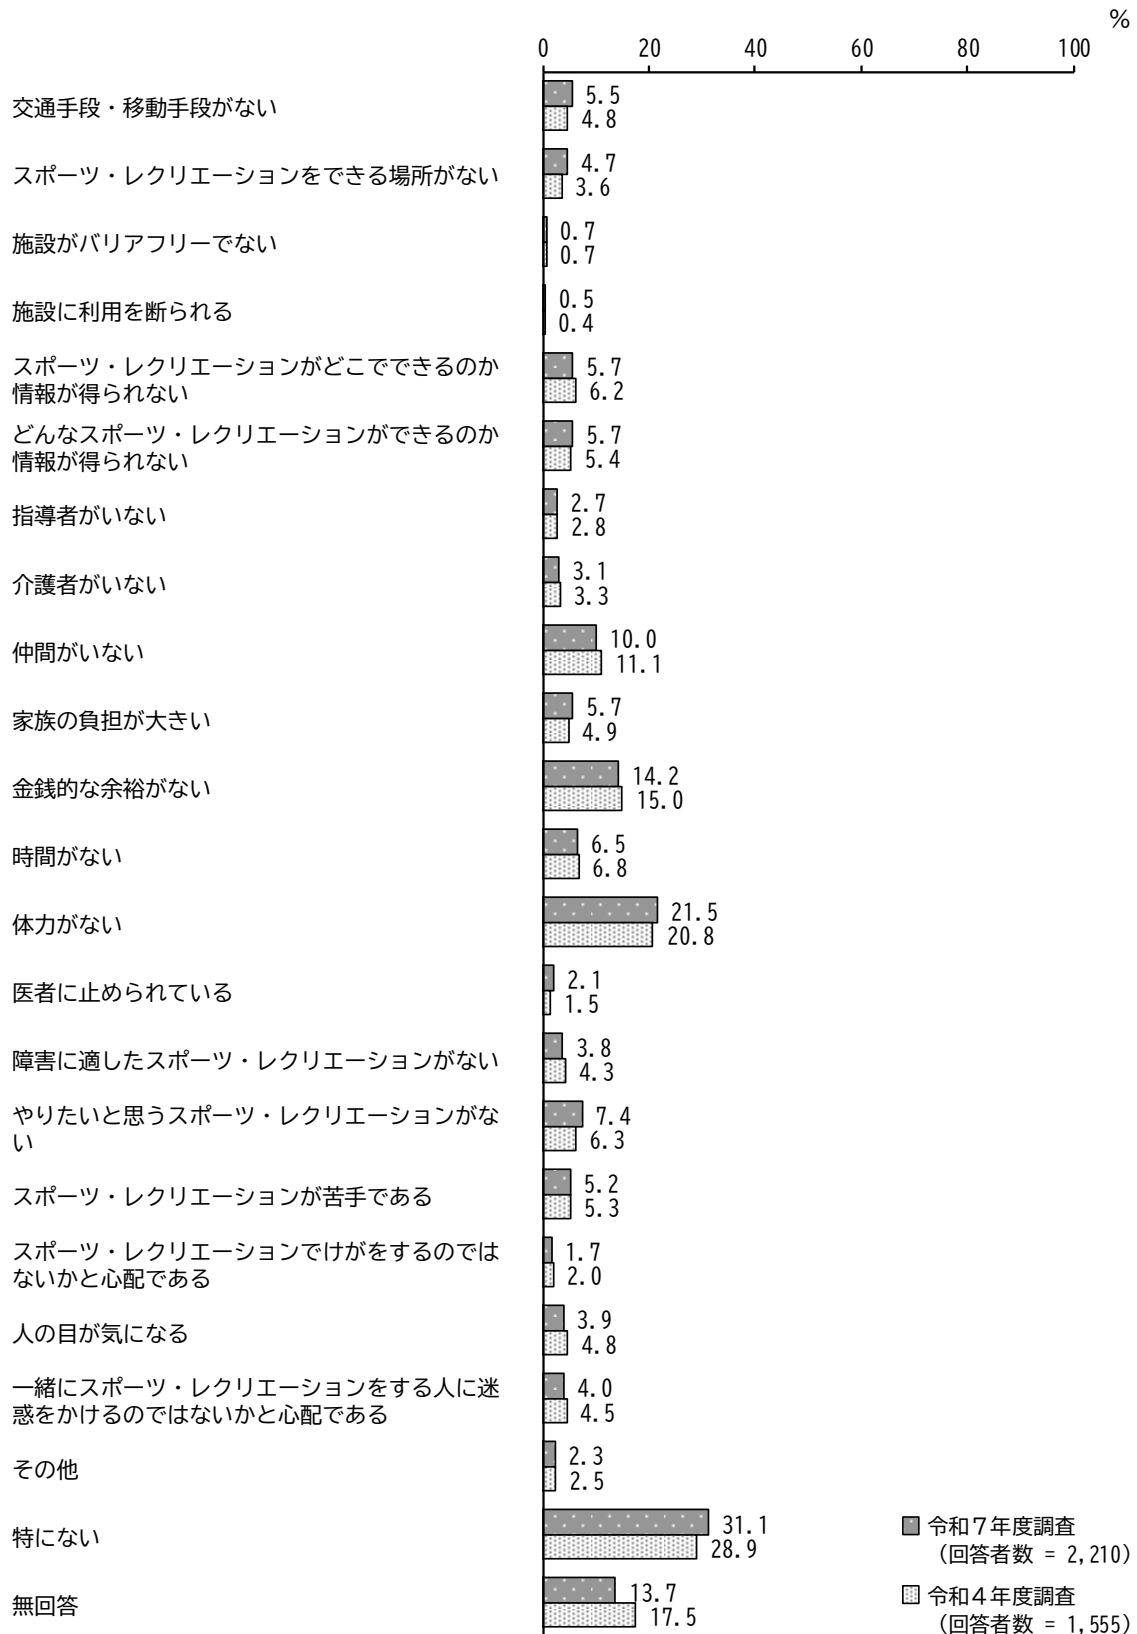 ％
0 20 40 60 80 100
交通手段・移動手段がない
5.5
4.8
スポーツ・レクリエーションをできる場所がない
4.7
3.6
施設がバリアフリーでない
0.7
0.7
施設に利用を断られる
0.5
0.4
スポーツ・レクリエーションがどこでできるのか
情報が得られない
5.7
6.2
どんなスポーツ・レクリエーションができるのか
情報が得られない
5.7
5.4
指導者がいない
2.7
2.8
介護者がいない
3.1
3.3
仲間がいない
10.0
11.1
家族の負担が大きい
5.7
4.9
金銭的な余裕がない
14.2
15.0
時間がない
6.5
6.8
体力がない
21.5
20.8
医者に止められている
2.1
1.5
障害に適したスポーツ・レクリエーションがない
3.8
4.3
やりたいと思うスポーツ・レクリエーションがな
い
7.4
6.3
スポーツ・レクリエーションが苦手である
5.2
5.3
スポーツ・レクリエーションでけがをするのでは
ないかと心配である
1.7
2.0
人の目が気になる
3.9
4.8
一緒にスポーツ・レクリエーションをする人に迷
惑をかけるのではないかと心配である
4.0
4.5
その他
2.3
2.5
特にない
31.1
28.9
無回答
13.7
17.5
令和７年度調査
（回答者数 = 2,210）
令和４年度調査
（回答者数 = 1,555）